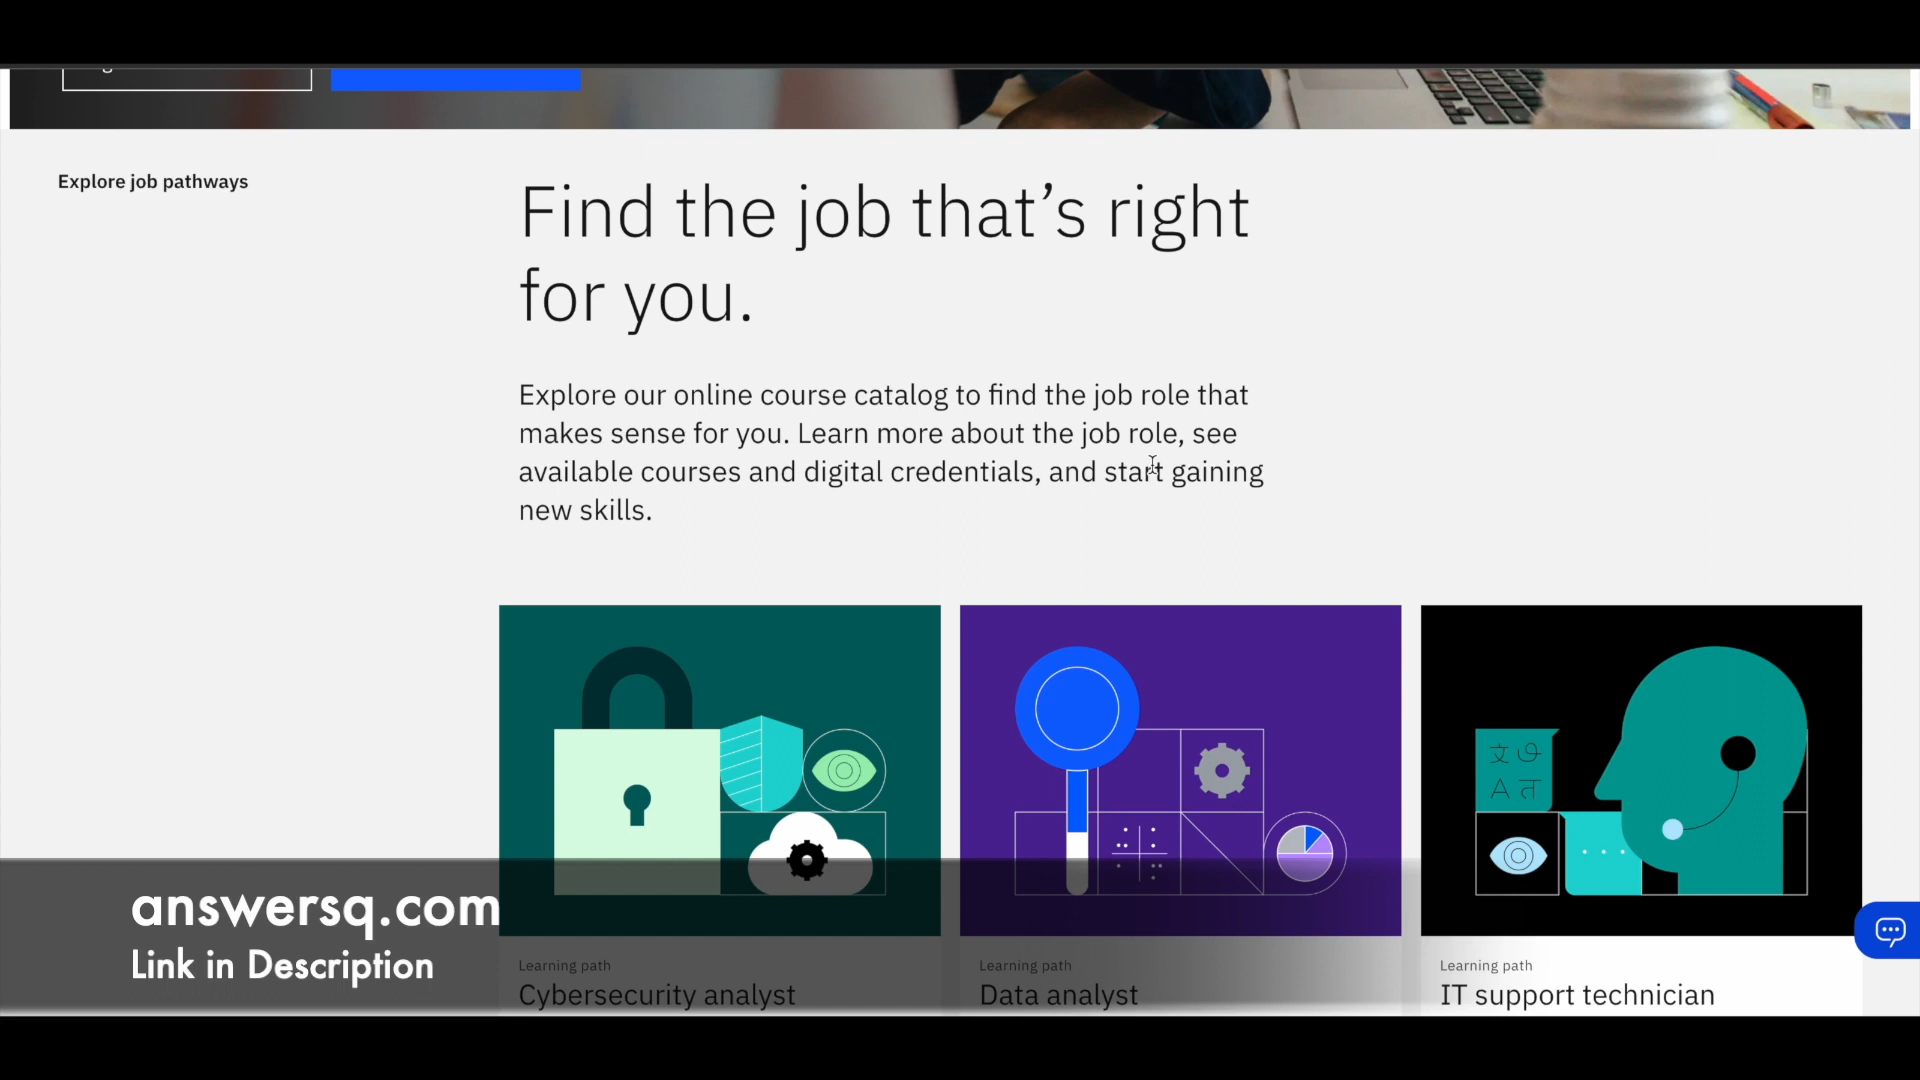 Explore job pathways
Find the job that’s right
for you.
Explore our online course catalog to find the job role that
makes sense for you. Learn more about the job role, see
available courses and digital credentials, and start gaining
new skills.
文
A
answersq.com
Link in Description
Learning path
Cybersecurity analyst
Learning path
Data analyst
Learning path
IT support technician